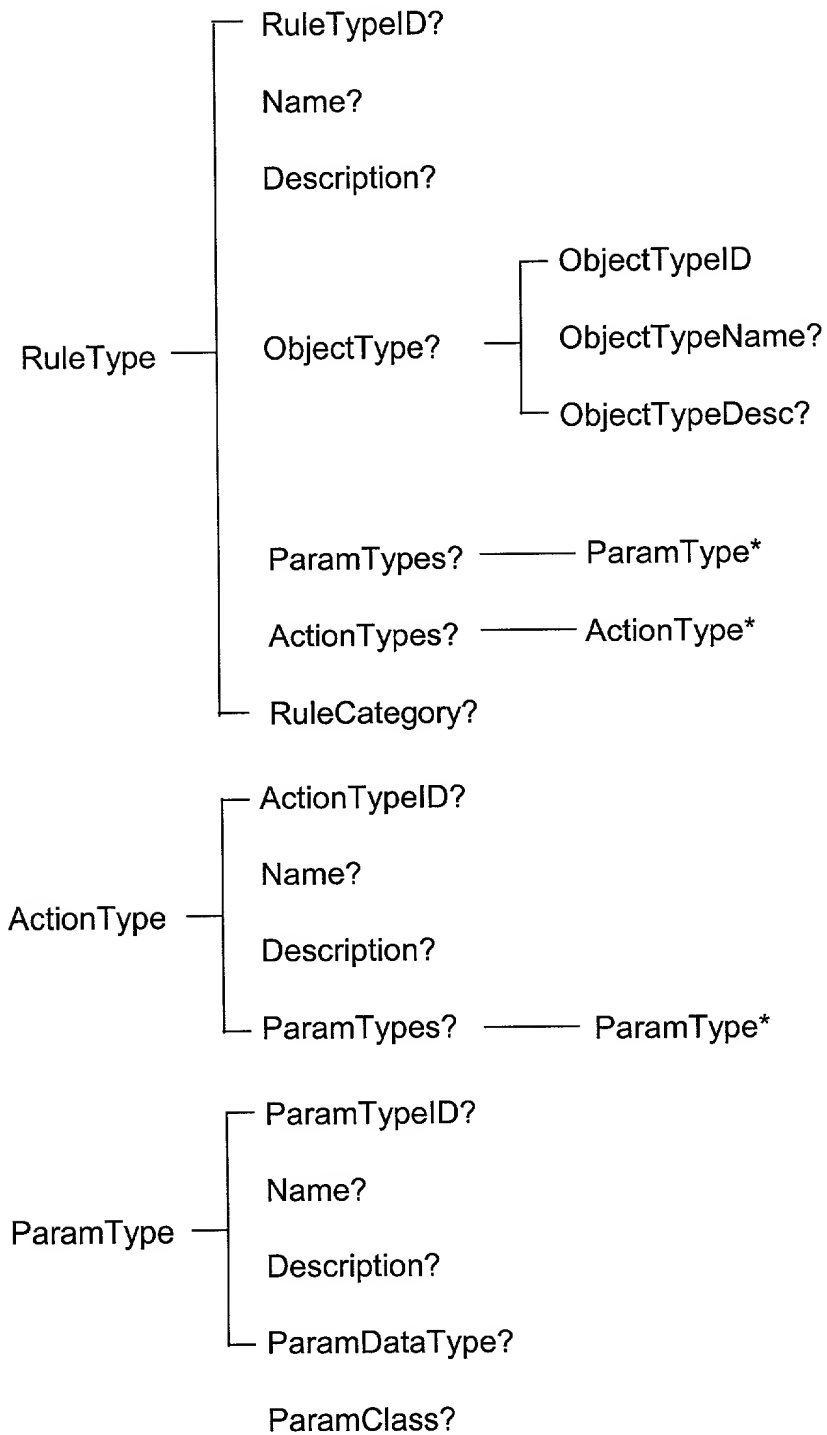 RuleTypeID?
Name?
Description?
ObjectTypeID
RuleType
ObjectType?
ObjectTypeName?
ObjectTypeDesc?
ParamTypes?
ParamType*
ActionTypes?
ActionType*
RuleCategory?
ActionTypeID?
Name?
ActionType
Description?
ParamTypes?
ParamType*
ParamTypeID?
Name?
ParamType
Description?
ParamDataType?
ParamClass?